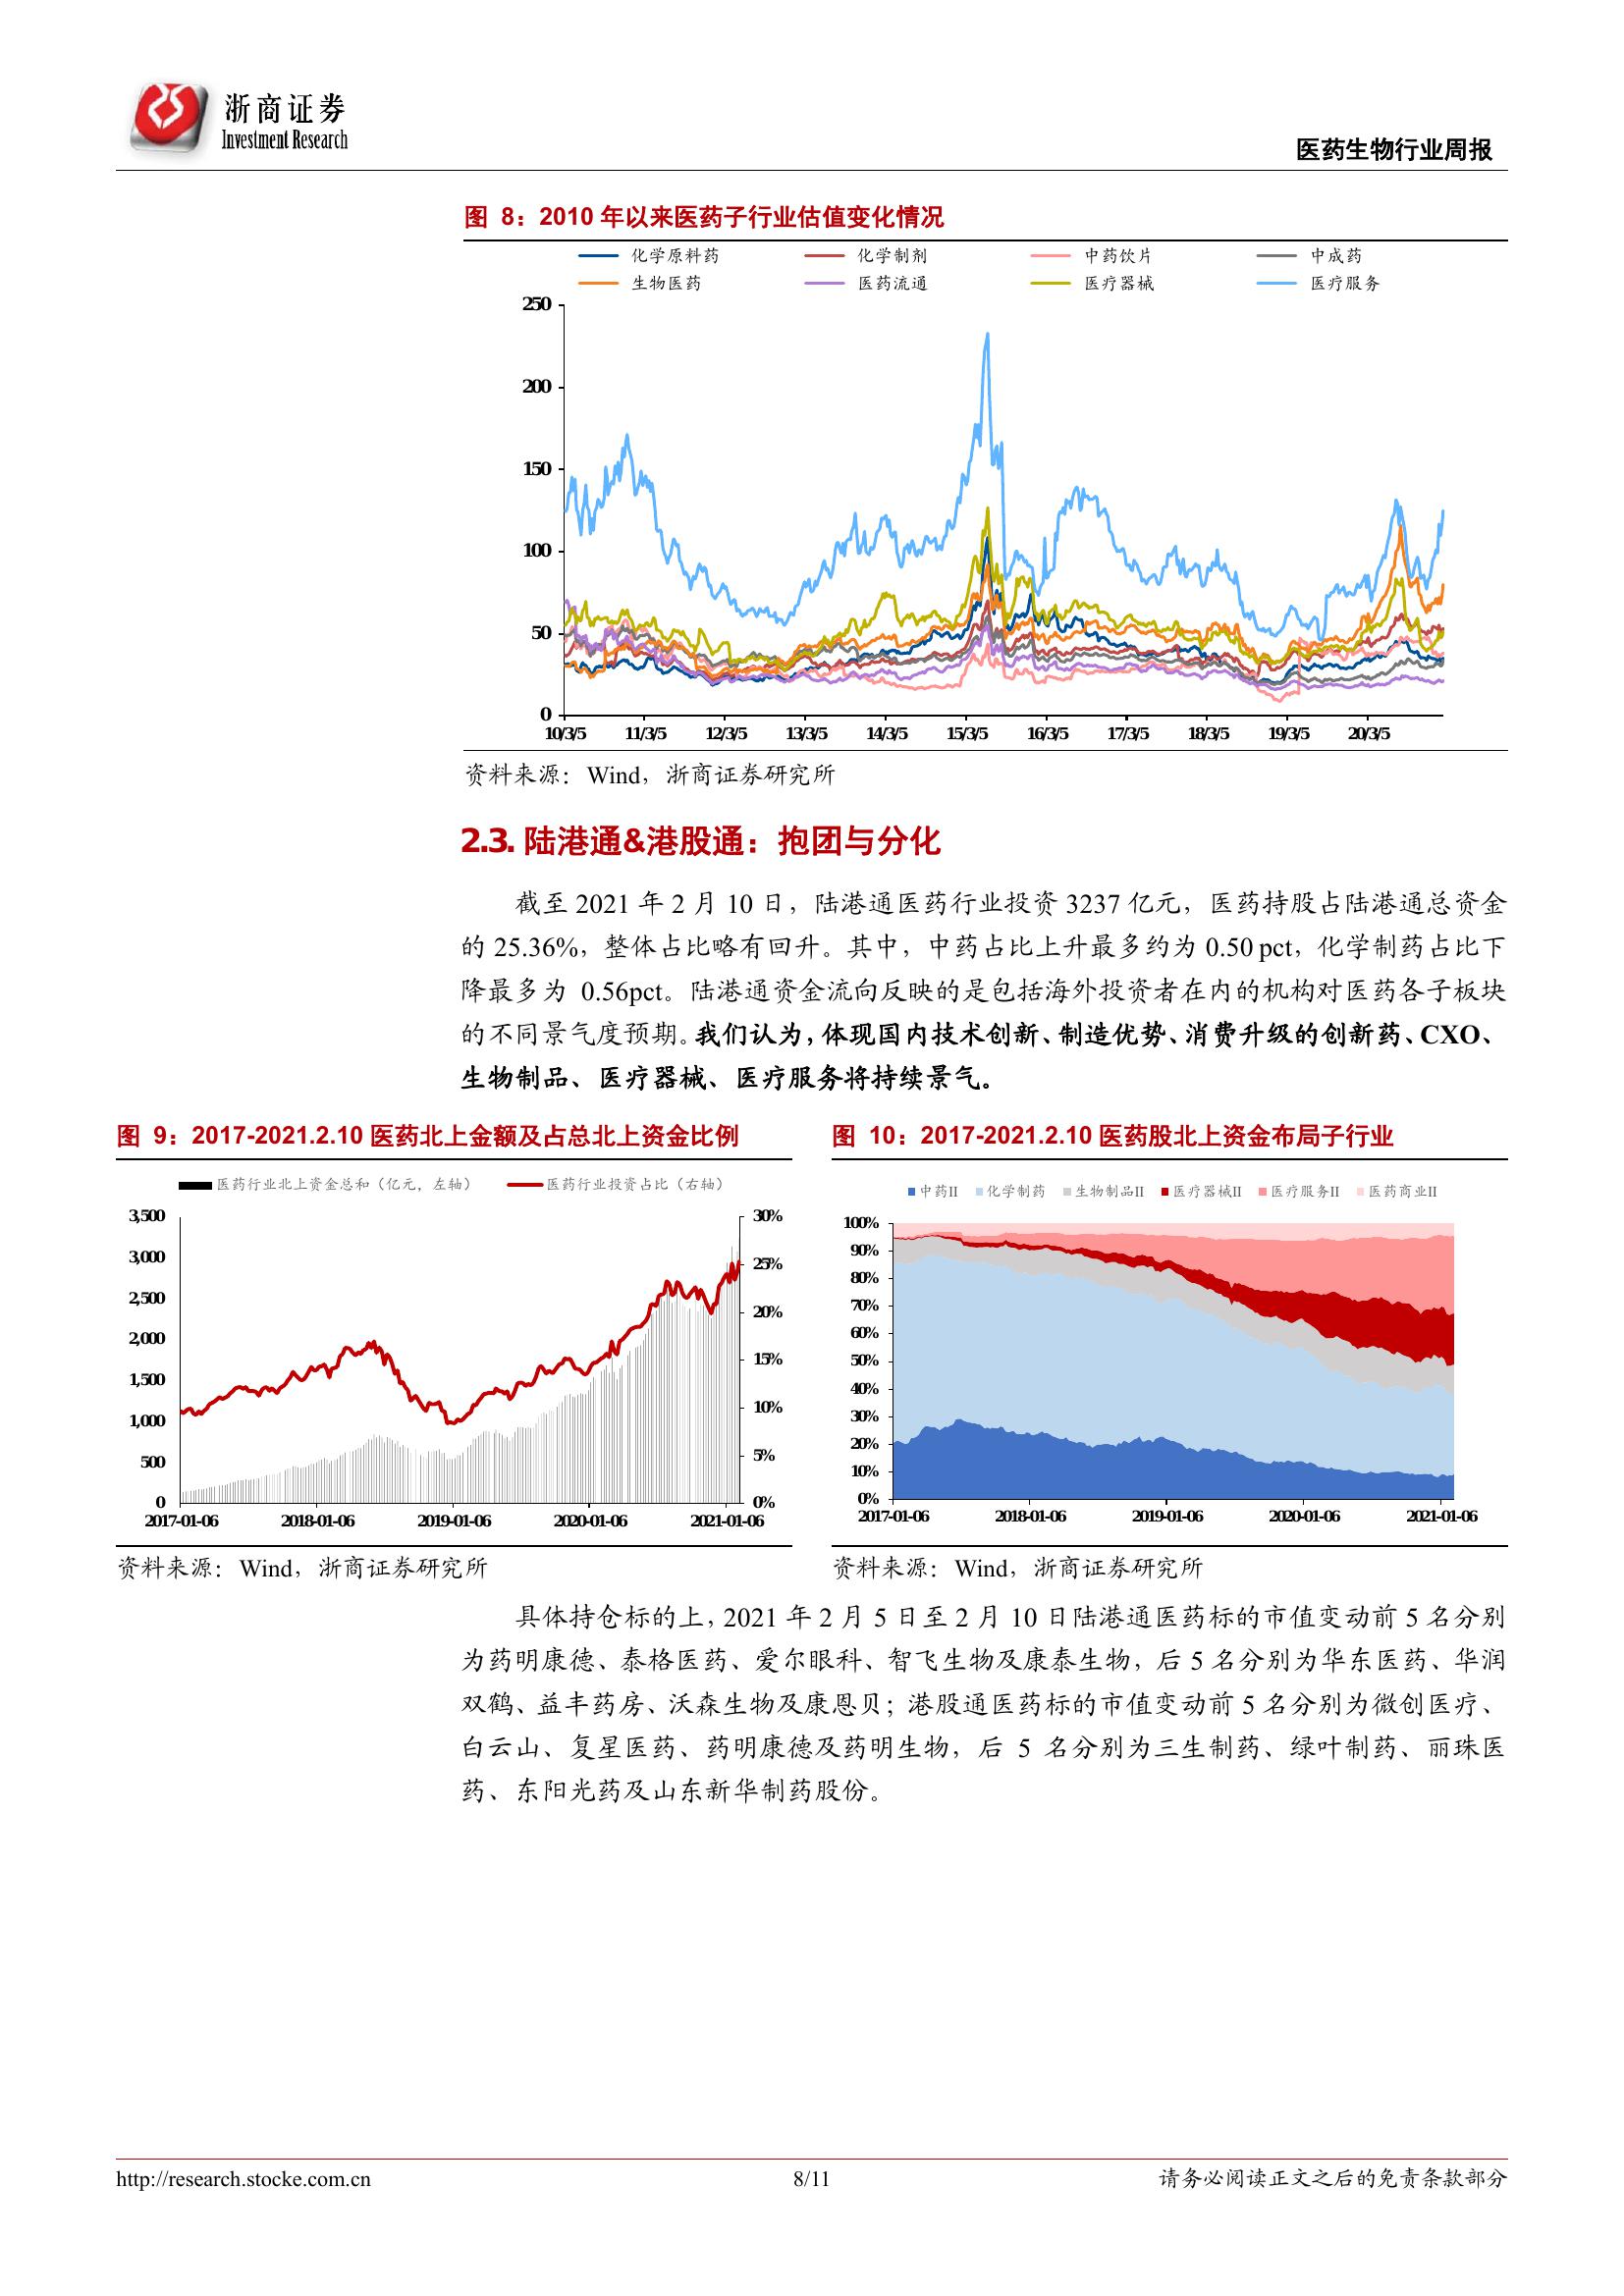 浙商证券
Investment Research
医药生物行业周报
图 8：2010 年以来医药子行业估值变化情况
化学原料药 化学制剂 中药饮片 中成药
生物医药 医药流通 医疗器械 医疗服务
250
200
150
100
50
0
10/3/5 11/3/5 12/3/5 13/3/5 14/3/5 15/3/5 16/3/5 17/3/5 18/3/5 19/3/5 20/3/5
资料来源：Wind，浙商证券研究所
2.3. 陆港通&港股通：抱团与分化
截至 2021 年 2 月 10 日，陆港通医药行业投资 3237 亿元，医药持股占陆港通总资金
的 25.36%，整体占比略有回升。其中，中药占比上升最多约为 0.50 pct，化学制药占比下
降最多为 0.56pct。陆港通资金流向反映的是包括海外投资者在内的机构对医药各子板块
的不同景气度预期。我们认为，体现国内技术创新、制造优势、消费升级的创新药、CXO、
生物制品、医疗器械、医疗服务将持续景气。
图 9：2017-2021.2.10 医药北上金额及占总北上资金比例
医药行业北上资金总和（亿元，左轴） 医药行业投资占比（右轴）
3,500 30%
3,000 25%
2,500 20%
2,000 15%
1,500 10%
1,000 5%
500 0%
0
2017-01-06 2018-01-06 2019-01-06 2020-01-06 2021-01-06
资料来源：Wind，浙商证券研究所
图 10：2017-2021.2.10 医药股北上资金布局子行业
中药II 化学制药 生物制品II 医疗器械II 医疗服务II 医药商业II
100%
90%
80%
70%
60%
50%
40%
30%
20%
10%
0%
2017-01-06 2018-01-06 2019-01-06 2020-01-06 2021-01-06
资料来源：Wind，浙商证券研究所
具体持仓标的上，2021 年 2 月 5 日至 2 月 10 日陆港通医药标的市值变动前 5 名分别
为药明康德、泰格医药、爱尔眼科、智飞生物及康泰生物，后 5 名分别为华东医药、华润
双鹤、益丰药房、沃森生物及康恩贝；港股通医药标的市值变动前 5 名分别为微创医疗、
白云山、复星医药、药明康德及药明生物，后 5 名分别为三生制药、绿叶制药、丽珠医
药、东阳光药及山东新华制药股份。
http://research.stocke.com.cn
8/11
请务必阅读正文之后的免责条款部分